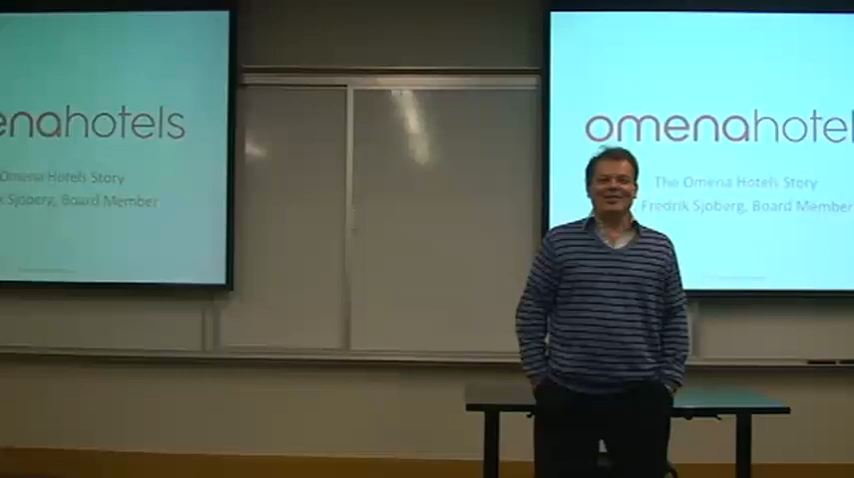 enahotels
Omena Hotels Story
k Sjoberg, Board Member
omenahotel
The Omena Hotels Story
Fredrik Sjoberg, Board Member